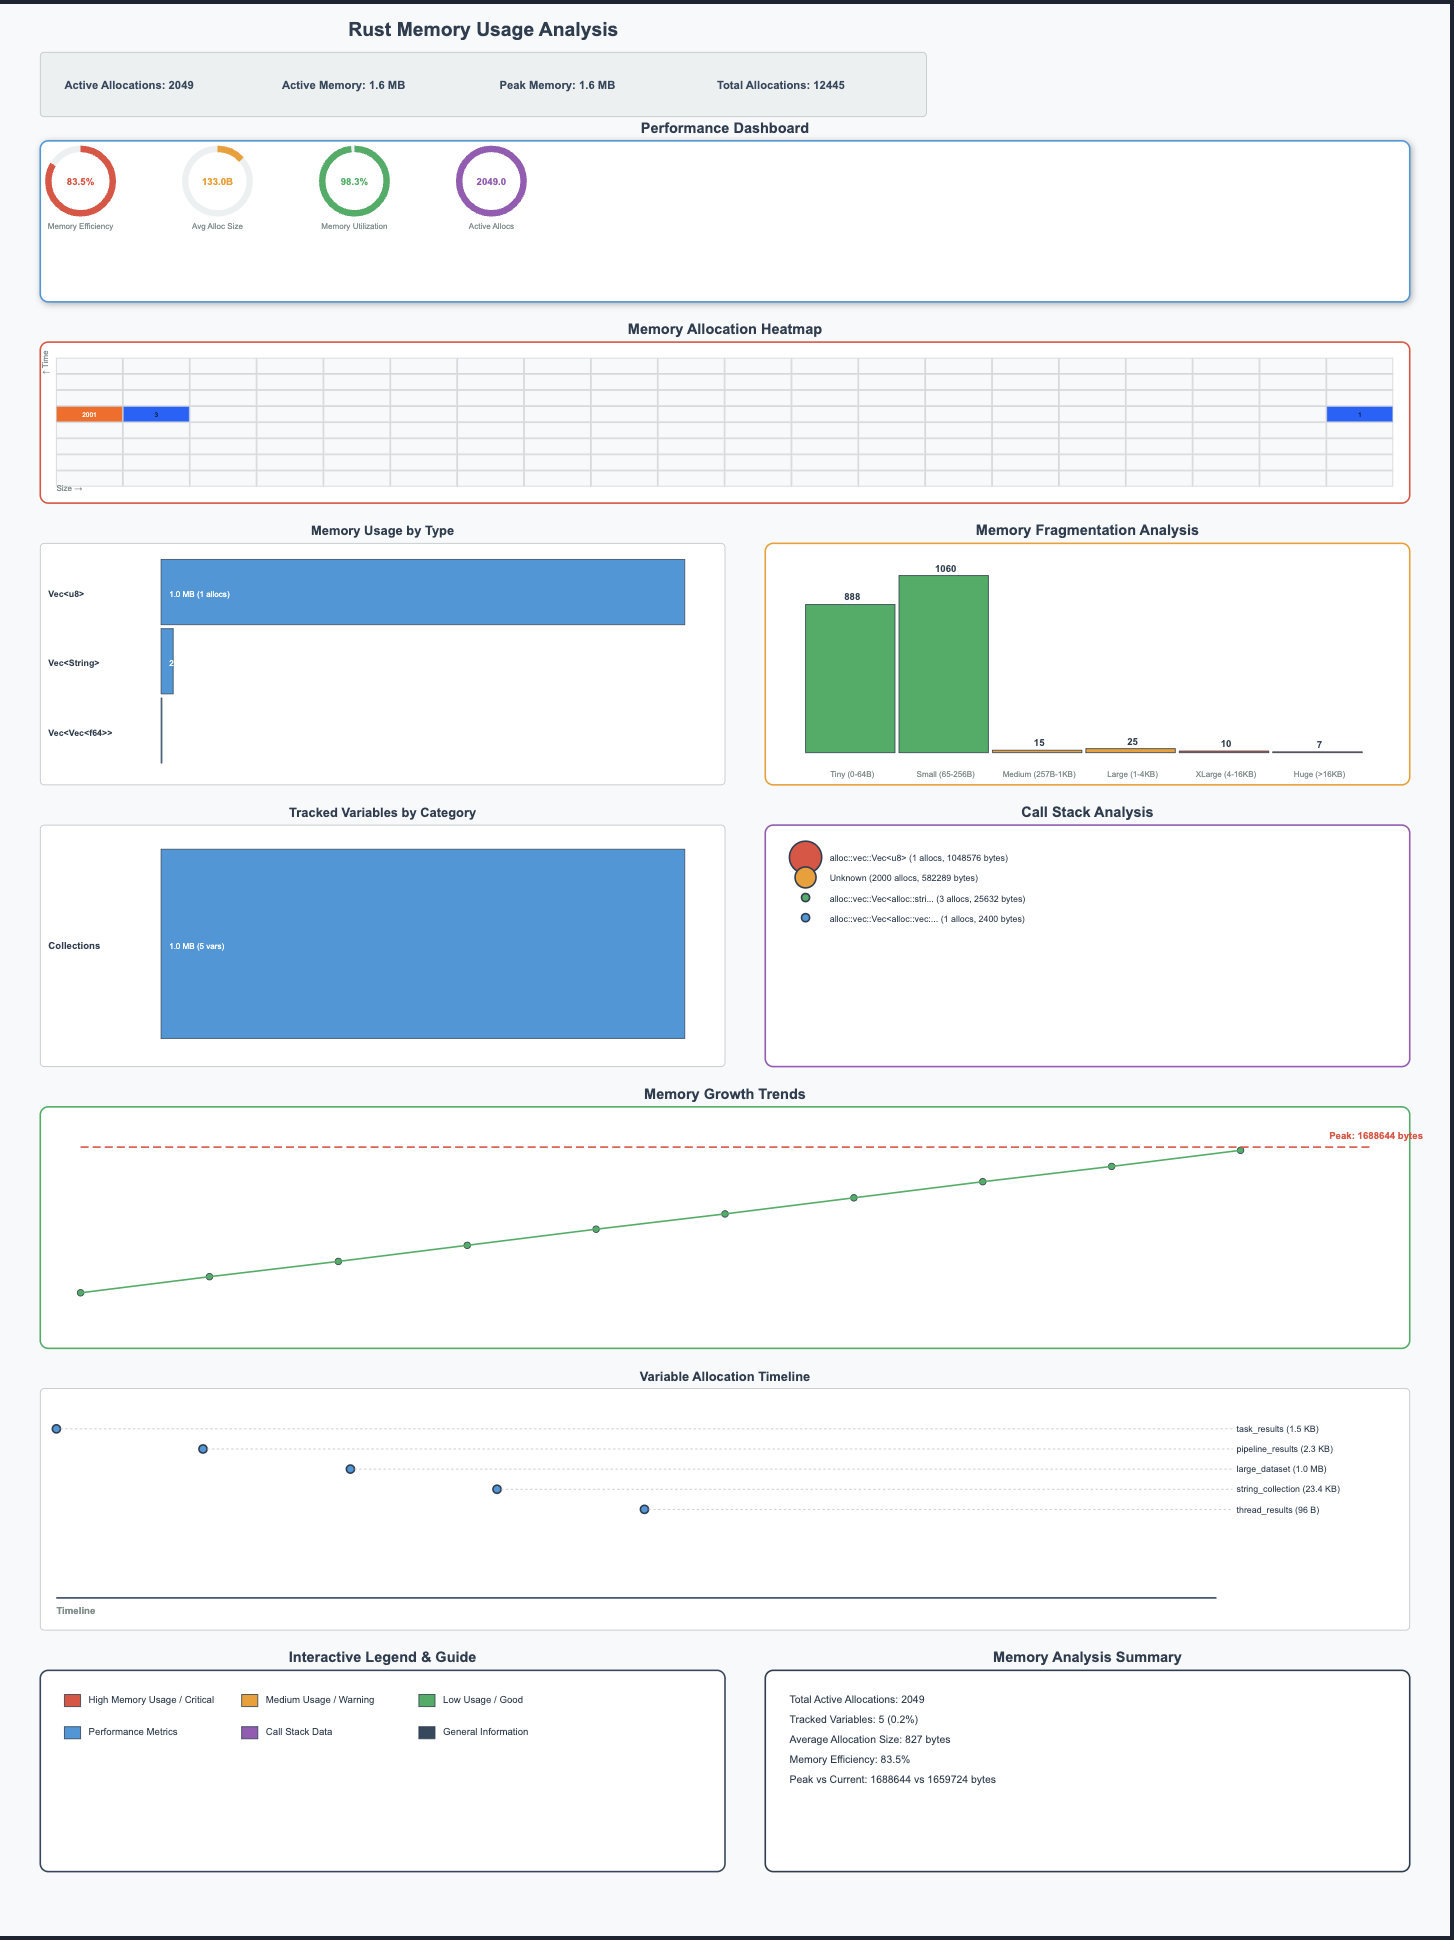 Rust Memory Usage Analysis
Active Allocations: 2049 Active Memory: 1.6 MB Peak Memory: 1.6 MB Total Allocations: 12445
Performance Dashboard
83.5% 133.0B 98.3% 2049.0
Memory Efficiency Avg Alloc Size Memory Utilization Active Allocs
Memory Allocation Heatmap
↑ Time
2001 3 1
Size →
Memory Usage by Type
Vec<u8> 1.0 MB (1 allocs)
Vec<String> 2
Vec<Vec<f64>>
Memory Fragmentation Analysis
888 1060 15 25 10 7
Tiny (0-64B) Small (65-256B) Medium (257B-1KB) Large (1-4KB) XLarge (4-16KB) Huge (>16KB)
Tracked Variables by Category
Collections 1.0 MB (5 vars)
Call Stack Analysis
alloc::vec::Vec<u8> (1 allocs, 1048576 bytes)
Unknown (2000 allocs, 582289 bytes)
alloc::vec::Vec<alloc::stri... (3 allocs, 25632 bytes)
alloc::vec::Vec<alloc::vec:... (1 allocs, 2400 bytes)
Memory Growth Trends
Peak: 1688644 bytes
Variable Allocation Timeline
task_results (1.5 KB)
pipeline_results (2.3 KB)
large_dataset (1.0 MB)
string_collection (23.4 KB)
thread_results (96 B)
Timeline
Interactive Legend & Guide
High Memory Usage / Critical Medium Usage / Warning Low Usage / Good
Performance Metrics Call Stack Data General Information
Memory Analysis Summary
Total Active Allocations: 2049
Tracked Variables: 5 (0.2%)
Average Allocation Size: 827 bytes
Memory Efficiency: 83.5%
Peak vs Current: 1688644 vs 1659724 bytes